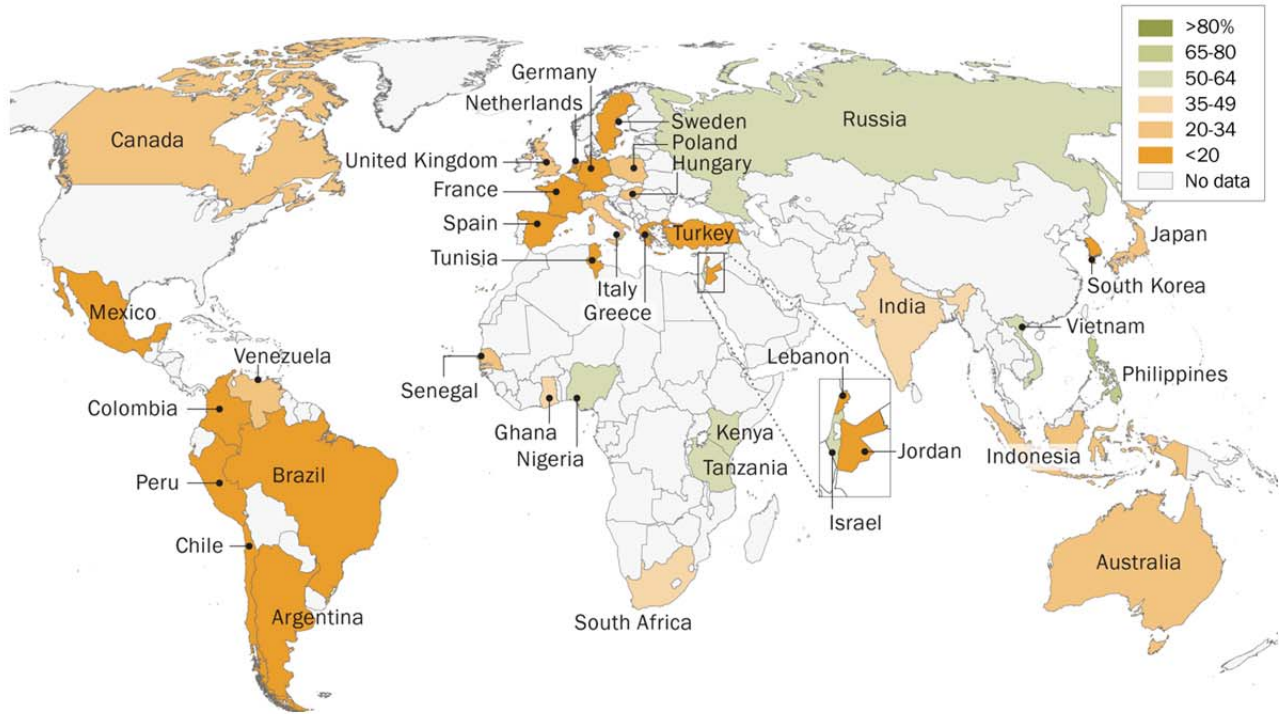 >80%
65-80
50-64
35-49
20-34
<20
No data
Germany
Netherlands
Canada
United Kingdom
France
Spain
Tunisia
Sweden
Poland
Hungary
Russia
Turkey
Italy
Greece
Japan
South Korea
India
Vietnam
Philippines
Mexico
Venezuela
Colombia
Peru
Brazil
Chile
Argentina
Senegal
Ghana
Nigeria
Kenya
Tanzania
South Africa
Lebanon
Jordan
Israel
Indonesia
Australia